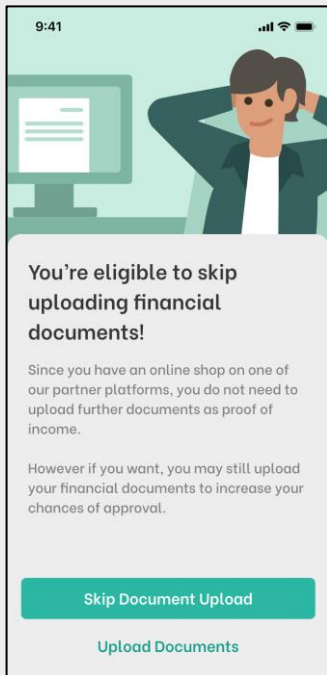 9:41
You're eligible to skip
uploading financial
documents!
Since you have an online shop on one of
our partner platforms, you do not need to
upload further documents as proof of
income.
However if you want, you may still upload
your financial documents to increase your
chances of approval.
Skip Document Upload
Upload Documents